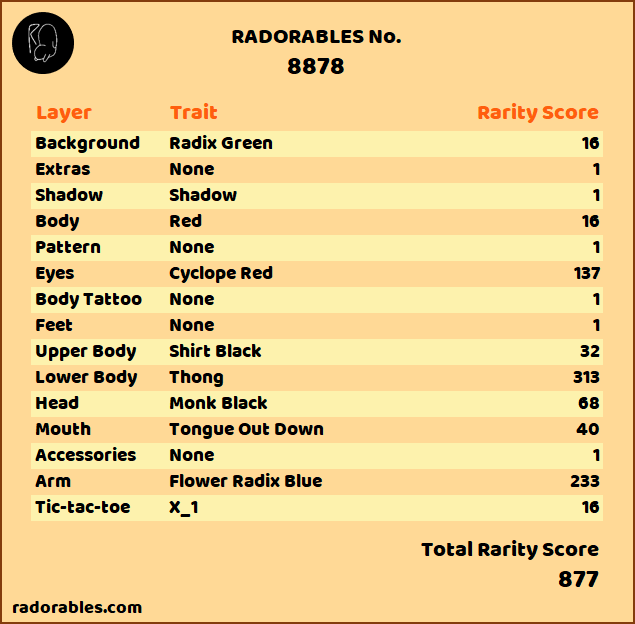 RADORABLES No.
8878
Layer Trait Rarity Score
Background Radix Green 16
Extras None 1
Shadow Shadow 1
Body Red 16
Pattern None 1
Eyes Cyclope Red 137
Body Tattoo None 1
Feet None 1
Upper Body Shirt Black 32
Lower Body Thong 313
Head Monk Black 68
Mouth Tongue Out Down 40
Accessories None 1
Arm Flower Radix Blue 233
Tic-tac-toe X_1 16
Total Rarity Score
877
radorables.com